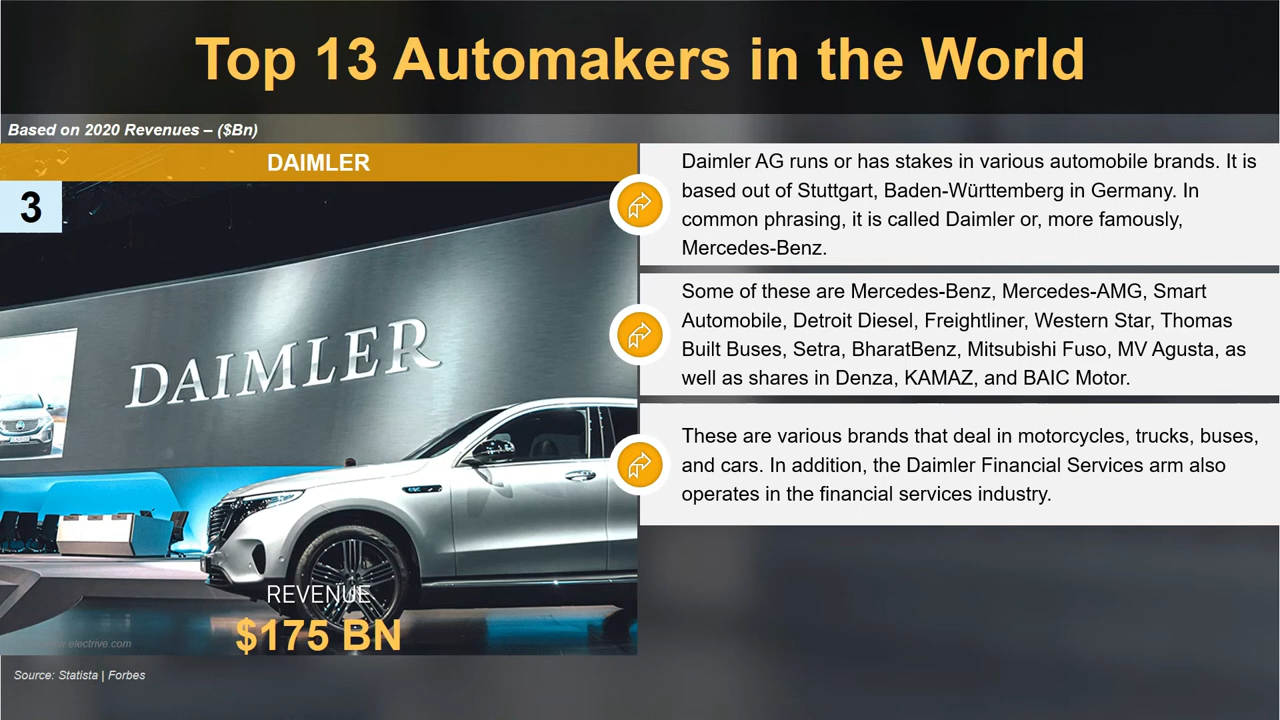 Top 13 Automakers in the World
Based on 2020 Revenues – ($Bn)
DAIMLER
3
DAIMLER
REVENUE
$175 BN
electrive.com
Source: Statista | Forbes
Daimler AG runs or has stakes in various automobile brands. It is
based out of Stuttgart, Baden-Württemberg in Germany. In
common phrasing, it is called Daimler or, more famously,
Mercedes-Benz.
Some of these are Mercedes-Benz, Mercedes-AMG, Smart
Automobile, Detroit Diesel, Freightliner, Western Star, Thomas
Built Buses, Setra, BharatBenz, Mitsubishi Fuso, MV Agusta, as
well as shares in Denza, KAMAZ, and BAIC Motor.
These are various brands that deal in motorcycles, trucks, buses,
and cars. In addition, the Daimler Financial Services arm also
operates in the financial services industry.